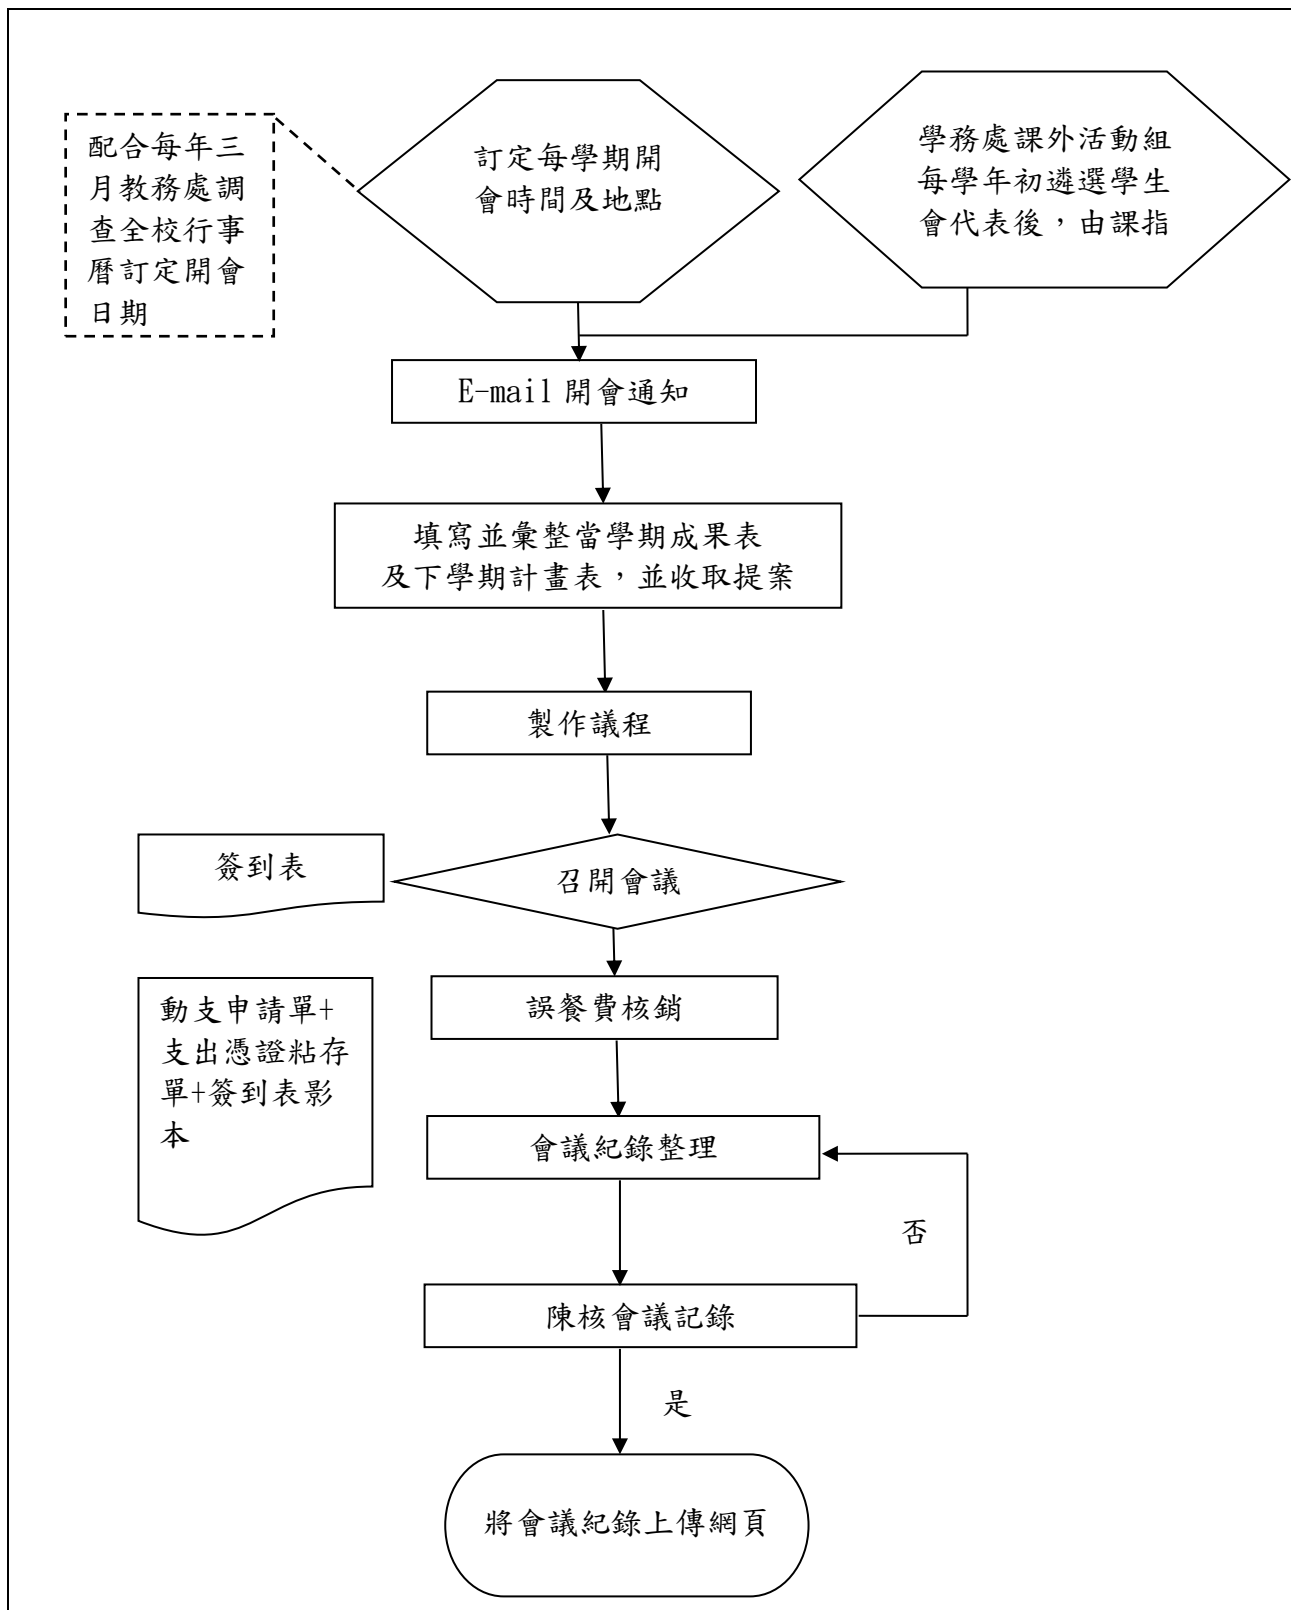 配合每年三
月教務處調
查全校行事
曆訂定開會
日期
訂定每學期開
會時間及地點
學務處課外活動組
每學年初遴選學生
會代表後，由課指
E-mail 開會通知
填寫並彙整當學期成果表
及下學期計畫表，並收取提案
製作議程
簽到表
召開會議
動支申請單+
支出憑證粘存
單+簽到表影
本
誤餐費核銷
會議紀錄整理
否
陳核會議記錄
是
將會議紀錄上傳網頁